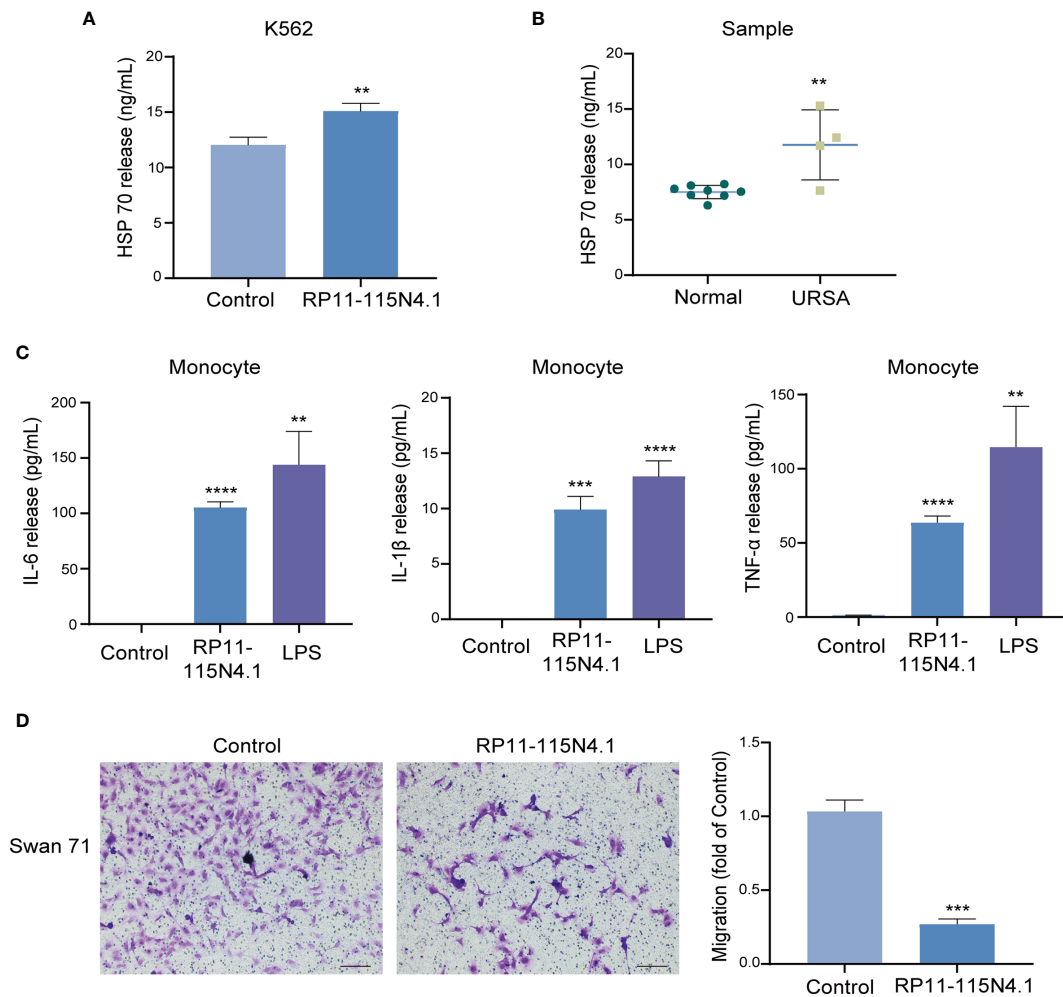 A
K562
HSP 70 release (ng/mL)
20
15
10
5
0
**
Control
RP11-115N4.1
B
Sample
HSP 70 release (ng/mL)
20
15
10
5
0
**
Normal
URSA
C
Monocyte
IL-6 release (pg/mL)
200
150
100
50
0
****
**
Control
RP11-
115N4.1
LPS
Monocyte
IL-1β release (pg/mL)
20
15
10
5
0
***
****
Control
RP11-
115N4.1
LPS
Monocyte
TNF-α release (pg/mL)
150
100
50
0
****
**
Control
RP11-
115N4.1
LPS
D
Control
RP11-115N4.1
Swan 71
Migration (fold of Control)
1.5
1.0
0.5
0.0
***
Control
RP11-115N4.1